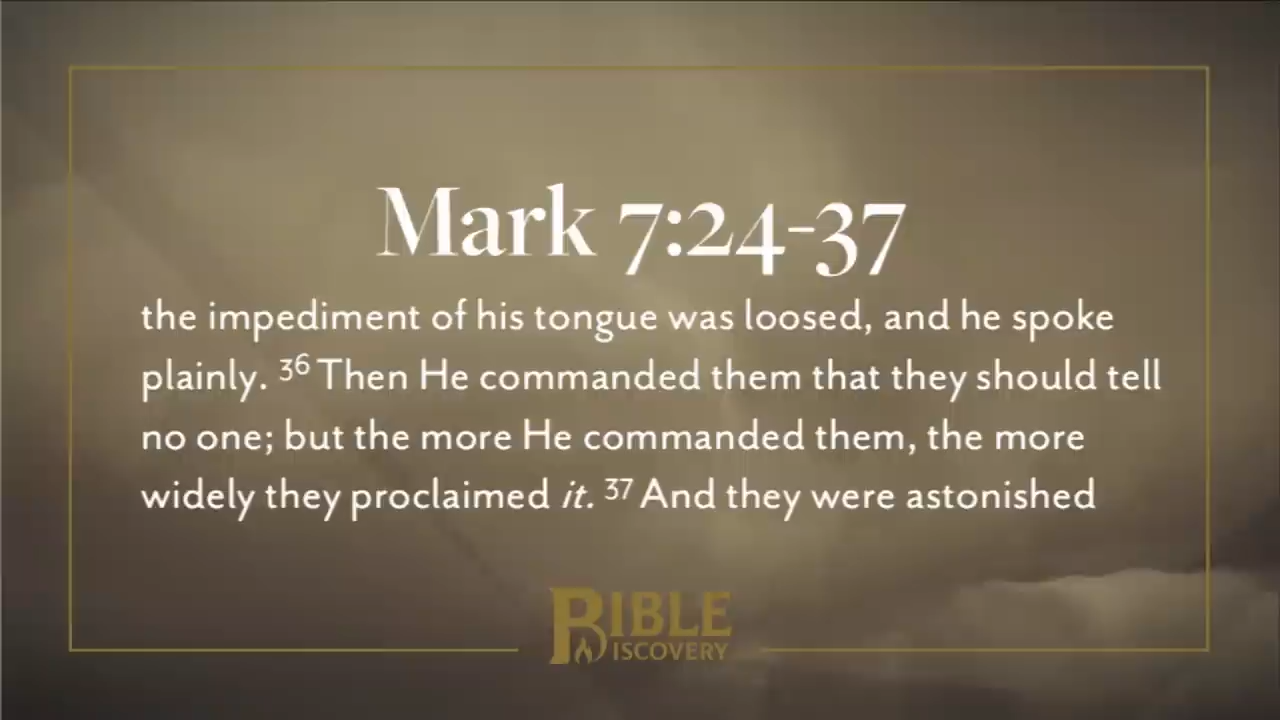 Mark 7:24-37
the impediment of his tongue was loosed, and he spoke
plainly. 36 Then He commanded them that they should tell
no one; but the more He commanded them, the more
widely they proclaimed it. 37 And they were astonished
BIBLE
DISCOVERY